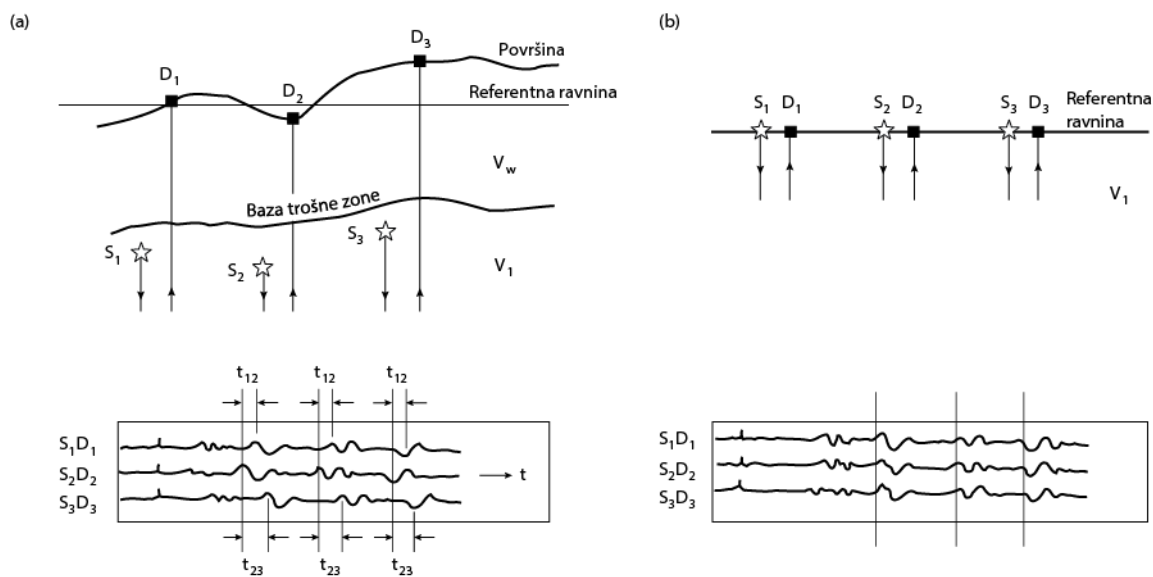 (a)
D3
Površina
D1
D2
Referentna ravnina
Vw
Baza trošne zone
S1
S2
S3
V1
t12 t12 t12
S1D1
S2D2
S3D3
t
t23 t23 t23
(b)
S1 D1 S2 D2 S3 D3
Referentna
ravnina
V1
S1D1
S2D2
S3D3